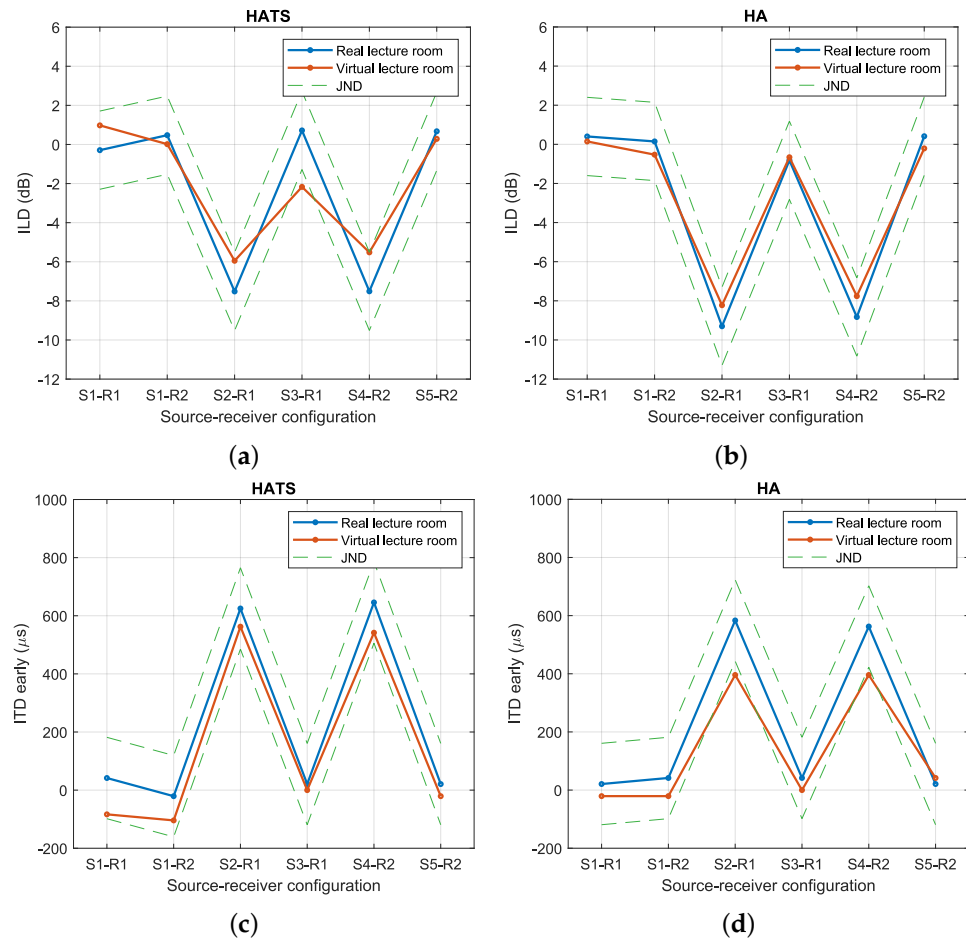 HATS
6
4
2
0
-2
-4
-6
-8
-10
-12
ILD (dB)
Real lecture room
Virtual lecture room
JND
S1-R1 S1-R2 S2-R1 S3-R1 S4-R2 S5-R2
Source-receiver configuration
(a)
HA
6
4
2
0
-2
-4
-6
-8
-10
-12
ILD (dB)
Real lecture room
Virtual lecture room
JND
S1-R1 S1-R2 S2-R1 S3-R1 S4-R2 S5-R2
Source-receiver configuration
(b)
HATS
1000
800
600
400
200
0
-200
ITD early (μs)
Real lecture room
Virtual lecture room
JND
S1-R1 S1-R2 S2-R1 S3-R1 S4-R2 S5-R2
Source-receiver configuration
(c)
HA
1000
800
600
400
200
0
-200
ITD early (μs)
Real lecture room
Virtual lecture room
JND
S1-R1 S1-R2 S2-R1 S3-R1 S4-R2 S5-R2
Source-receiver configuration
(d)